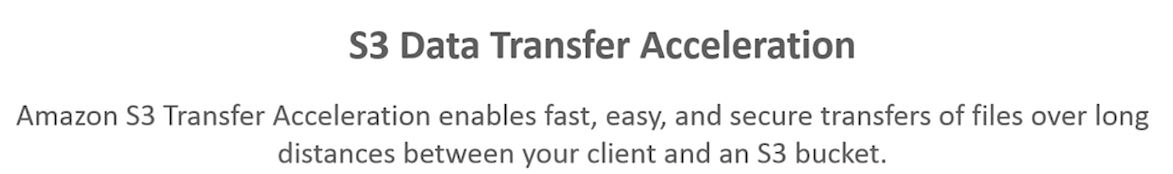 S3 Data Transfer Acceleration
Amazon S3 Transfer Acceleration enables fast, easy, and secure transfers of files over long
distances between your client and an S3 bucket.